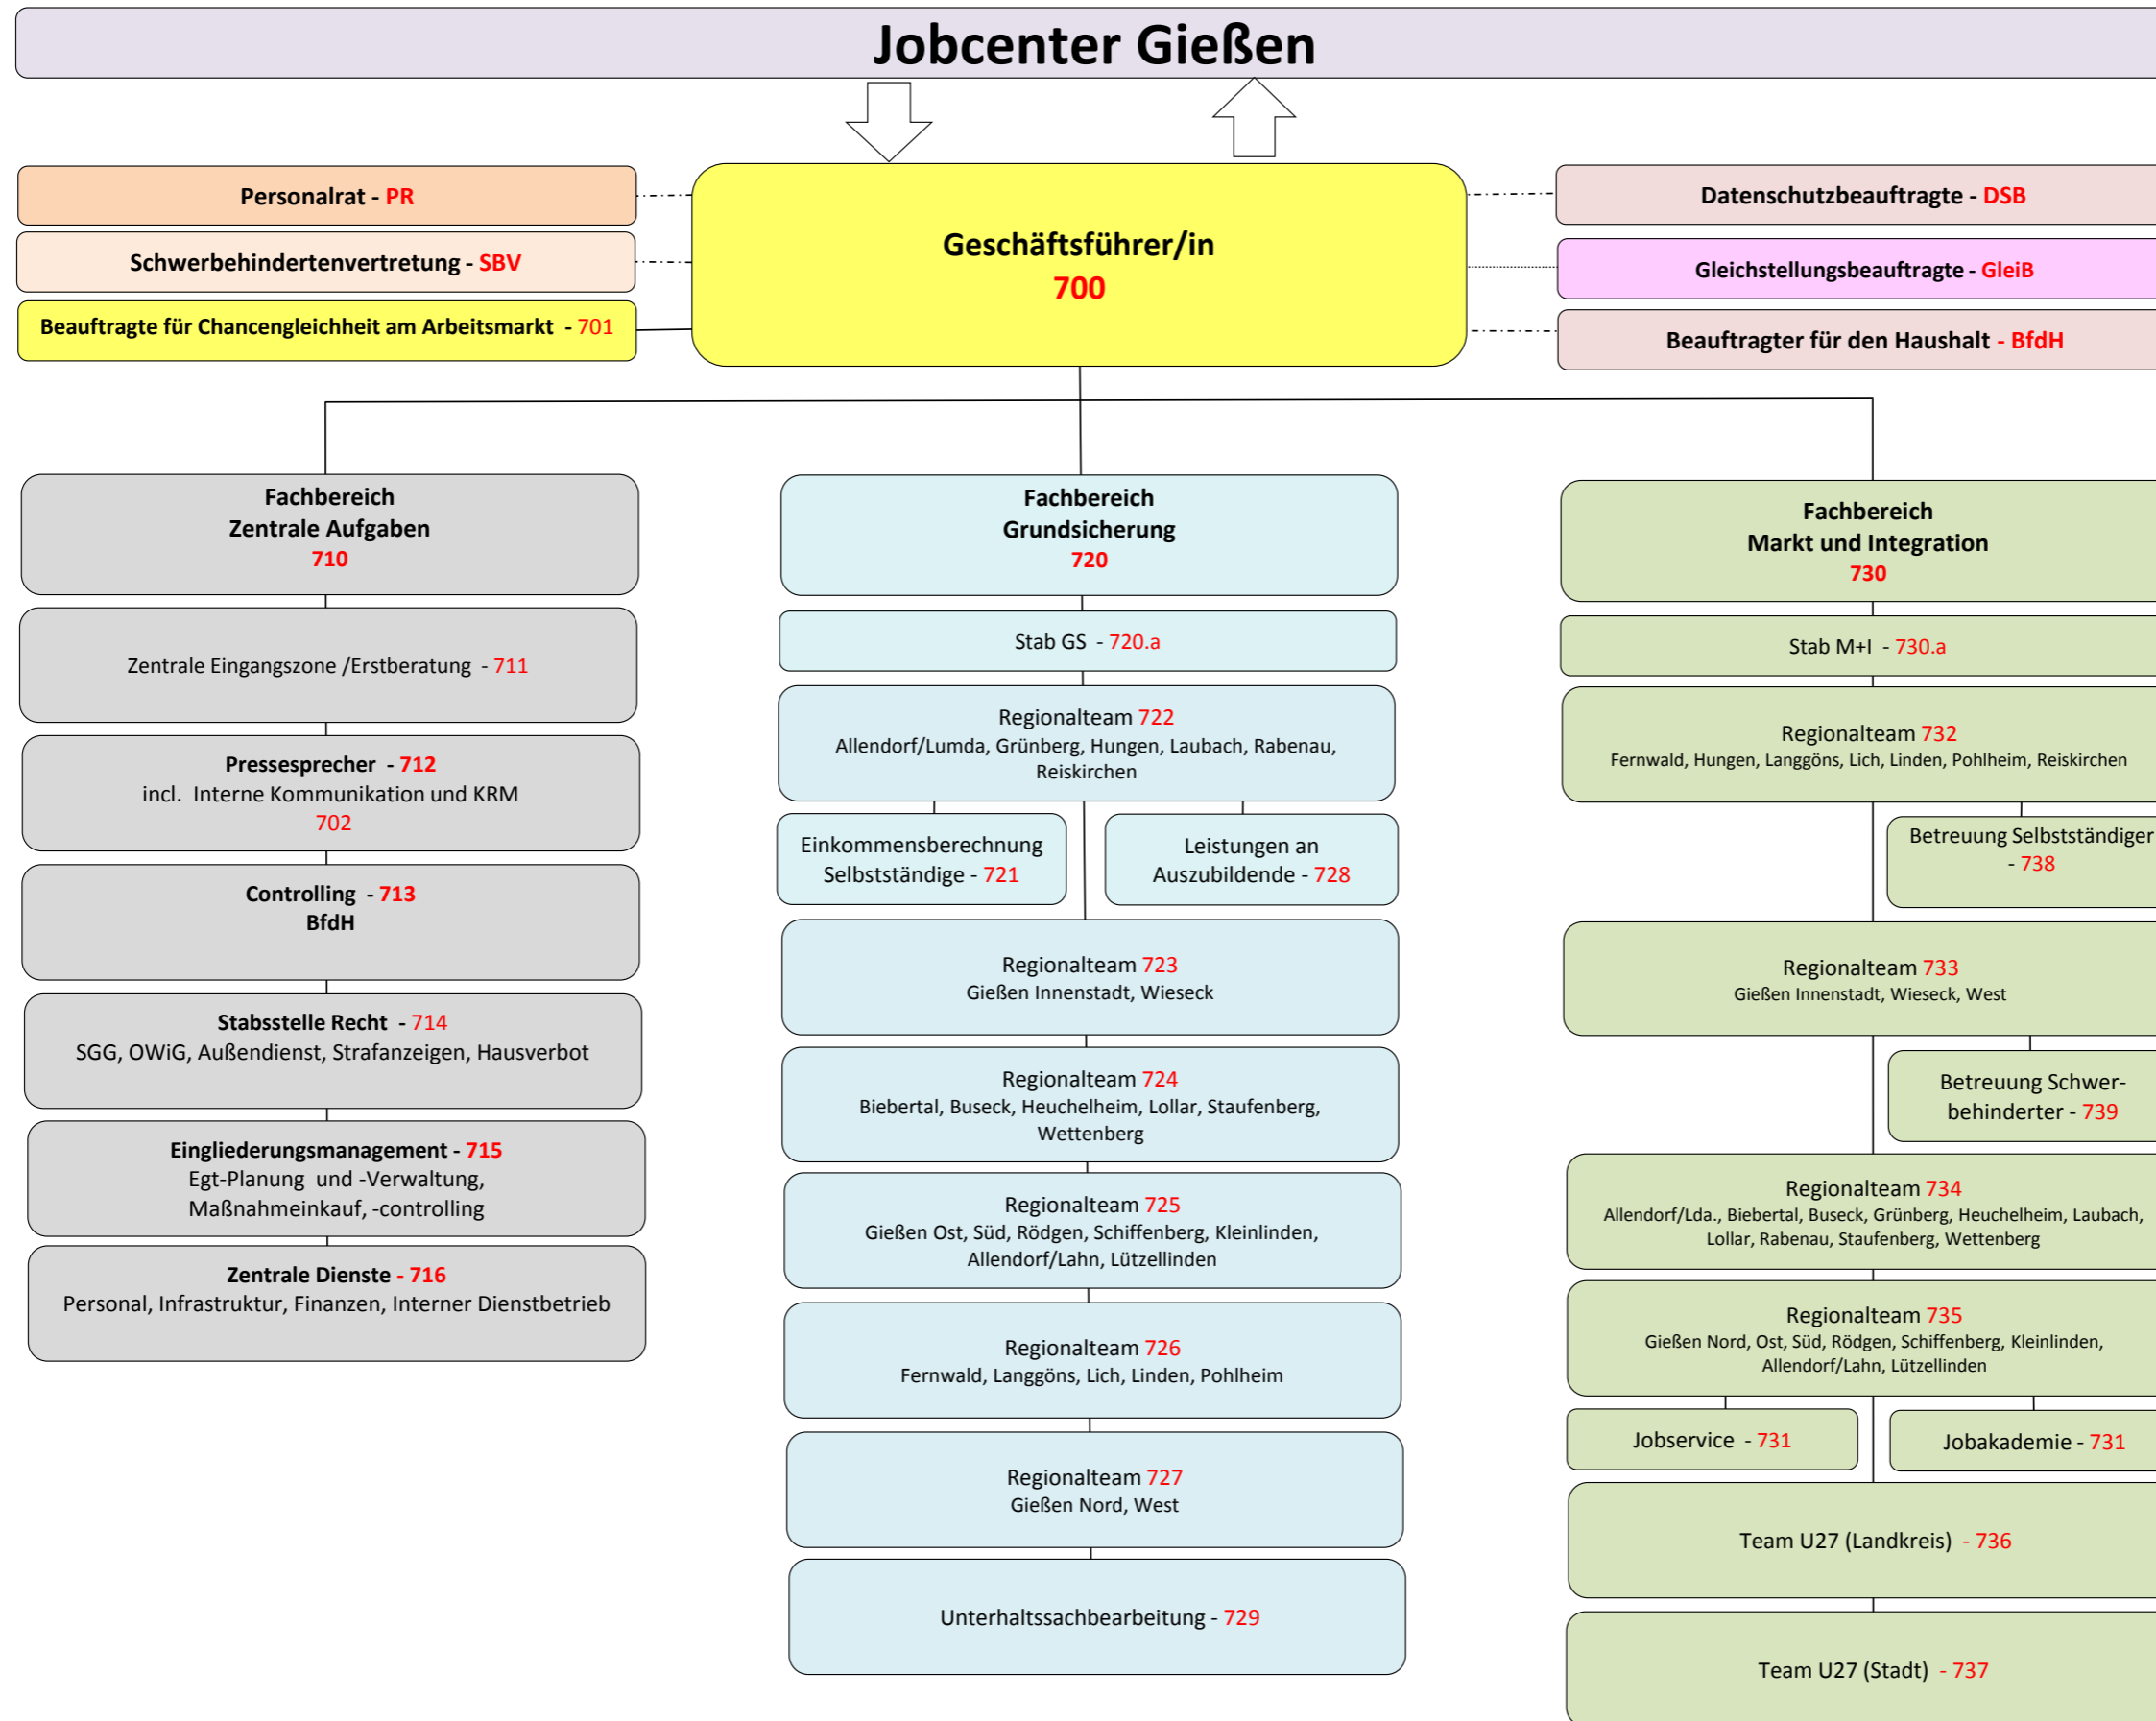 Jobcenter Gießen
Personalrat - PR
Schwerbehindertenvertretung - SBV
Beauftragte für Chancengleichheit am Arbeitsmarkt - 701
Geschäftsführer/in
700
Datenschutzbeauftragte - DSB
Gleichstellungsbeauftragte - GleiB
Beauftragter für den Haushalt - BfdH
Fachbereich
Zentrale Aufgaben
710
Zentrale Eingangszone /Erstberatung - 711
Pressesprecher - 712
incl. Interne Kommunikation und KRM
702
Controlling - 713
BfdH
Stabsstelle Recht - 714
SGG, OWiG, Außendienst, Strafanzeigen, Hausverbot
Eingliederungsmanagement - 715
Egt-Planung und -Verwaltung,
Maßnahmeinkauf, -controlling
Zentrale Dienste - 716
Personal, Infrastruktur, Finanzen, Interner Dienstbetrieb
Fachbereich
Grundsicherung
720
Stab GS - 720.a
Regionalteam 722
Allendorf/Lumda, Grünberg, Hungen, Laubach, Rabenau,
Reiskirchen
Einkommensberechnung
Selbstständige - 721
Leistungen an
Auszubildende - 728
Regionalteam 723
Gießen Innenstadt, Wieseck
Regionalteam 724
Biebertal, Buseck, Heuchelheim, Lollar, Staufenberg,
Wettenberg
Regionalteam 725
Gießen Ost, Süd, Rödgen, Schiffenberg, Kleinlinden,
Allendorf/Lahn, Lützellinden
Regionalteam 726
Fernwald, Langgöns, Lich, Linden, Pohlheim
Regionalteam 727
Gießen Nord, West
Unterhaltssachbearbeitung - 729
Fachbereich
Markt und Integration
730
Stab M+I - 730.a
Regionalteam 732
Fernwald, Hungen, Langgöns, Lich, Linden, Pohlheim, Reiskirchen
Betreuung Selbstständiger
- 738
Regionalteam 733
Gießen Innenstadt, Wieseck, West
Betreuung Schwer-
behinderter - 739
Regionalteam 734
Allendorf/Lda., Biebertal, Buseck, Grünberg, Heuchelheim, Laubach,
Lollar, Rabenau, Staufenberg, Wettenberg
Regionalteam 735
Gießen Nord, Ost, Süd, Rödgen, Schiffenberg, Kleinlinden,
Allendorf/Lahn, Lützellinden
Jobservice - 731
Jobakademie - 731
Team U27 (Landkreis) - 736
Team U27 (Stadt) - 737